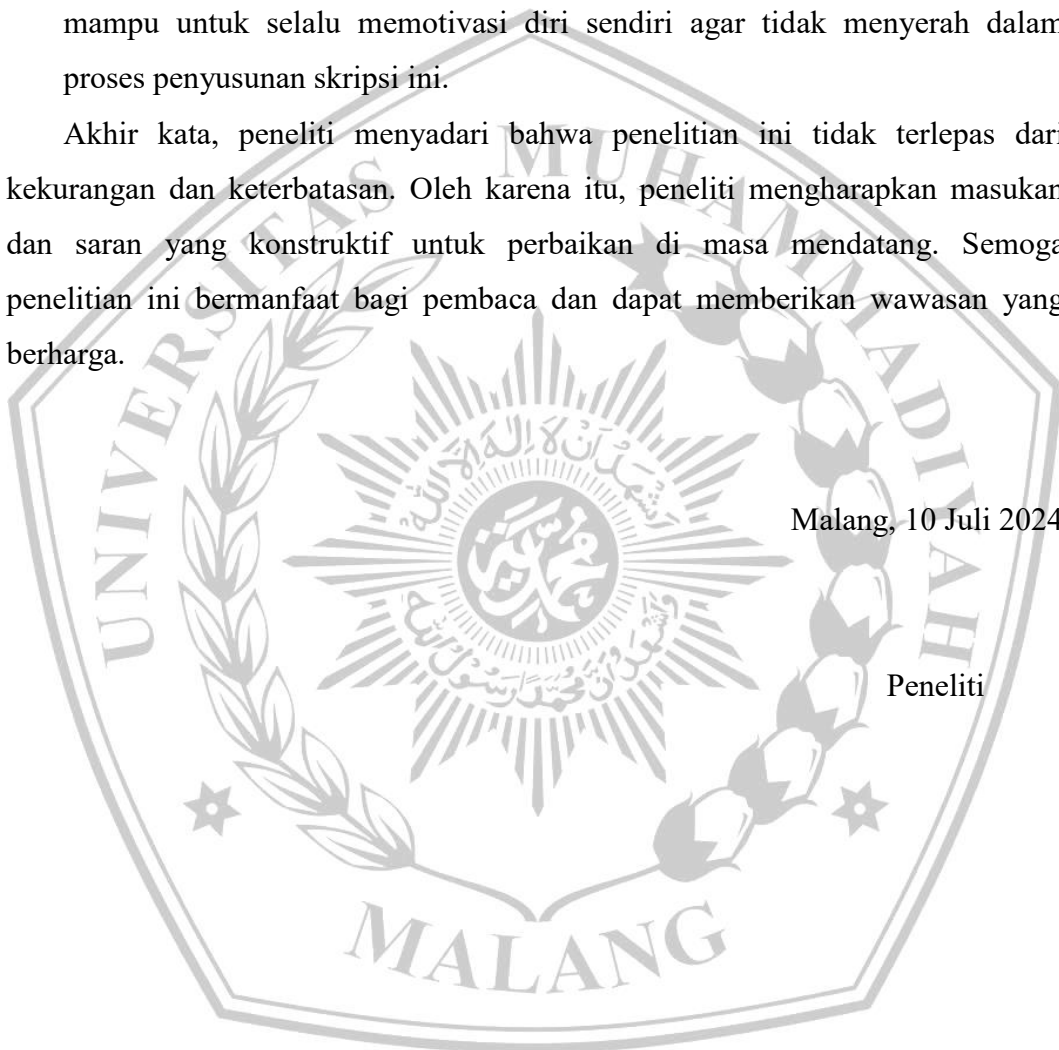 mampu untuk selalu memotivasi diri sendiri agar tidak menyerah dalam
proses penyusunan skripsi ini.
Akhir kata, peneliti menyadari bahwa penelitian ini tidak terlepas dari
kekurangan dan keterbatasan. Oleh karena itu, peneliti mengharapkan masukan
dan saran yang konstruktif untuk perbaikan di masa mendatang. Semoga
penelitian ini bermanfaat bagi pembaca dan dapat memberikan wawasan yang
berharga.
Malang, 10 Juli 2024
Peneliti
UNIVERSITAS MUHAMMADIYAH
MALANG